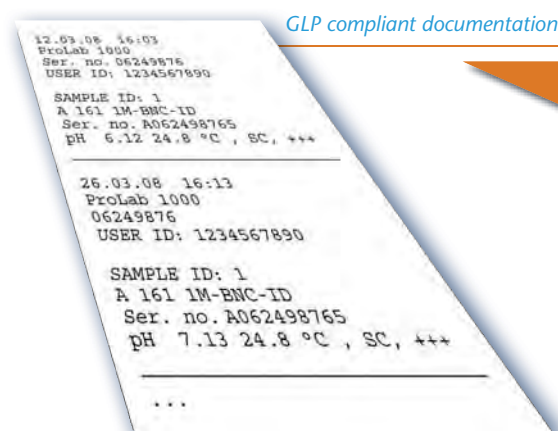 GLP compliant documentation
12.03.08 16:03
ProLab 1000
Ser. no. 06249876
USER ID: 1234567890
SAMPLE ID: 1
A 161 1M-BNC-ID
Ser. no. A062498765
pH 6.12 24.8 °C , SC, +++
26.03.08 16:13
ProLab 1000
06249876
USER ID: 1234567890
SAMPLE ID: 1
A 161 1M-BNC-ID
Ser. no. A062498765
pH 7.13 24.8 °C , SC, +++
...